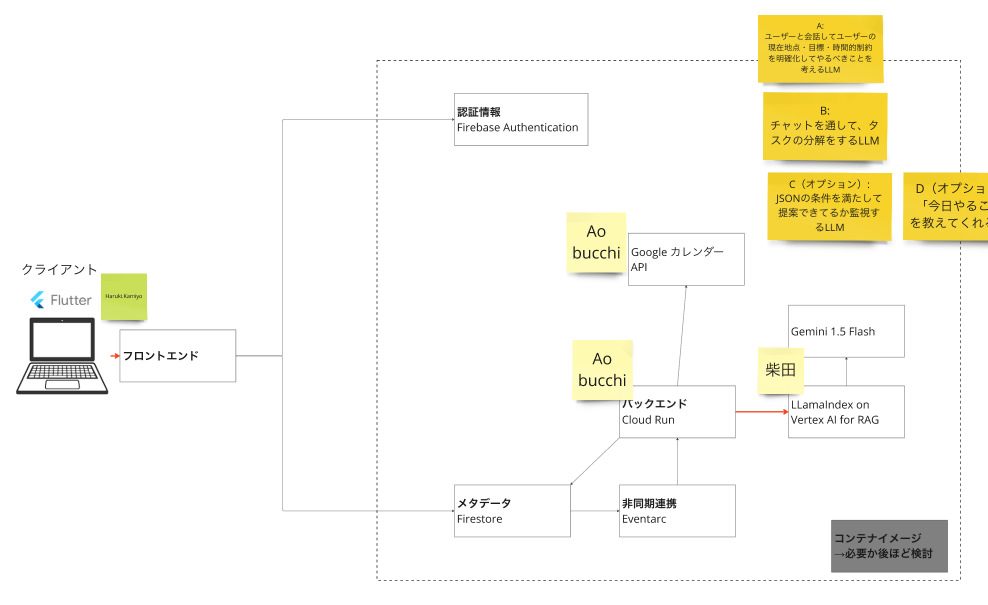 A:
ユーザーと会話してユーザーの
現在地点・目標・時間的制約
を明確化してやるべきことを
考えるLLM
認証情報
Firebase Authentication
B:
チャットを通して、タ
スクの分解をするLLM
C（オプション）:
JSONの条件を満たして
提案できてるか監視す
るLLM
D（オプショ
「今日やるこ
を教えてくれ
Ao
bucchi
Google カレンダー
API
クライアント
Flutter
Haruki Kamiyo
フロントエンド
Gemini 1.5 Flash
Ao
bucchi
柴田
バックエンド
Cloud Run
LLamaIndex on
Vertex AI for RAG
メタデータ
Firestore
非同期連携
Eventarc
コンテナイメージ
→必要か後ほど検討